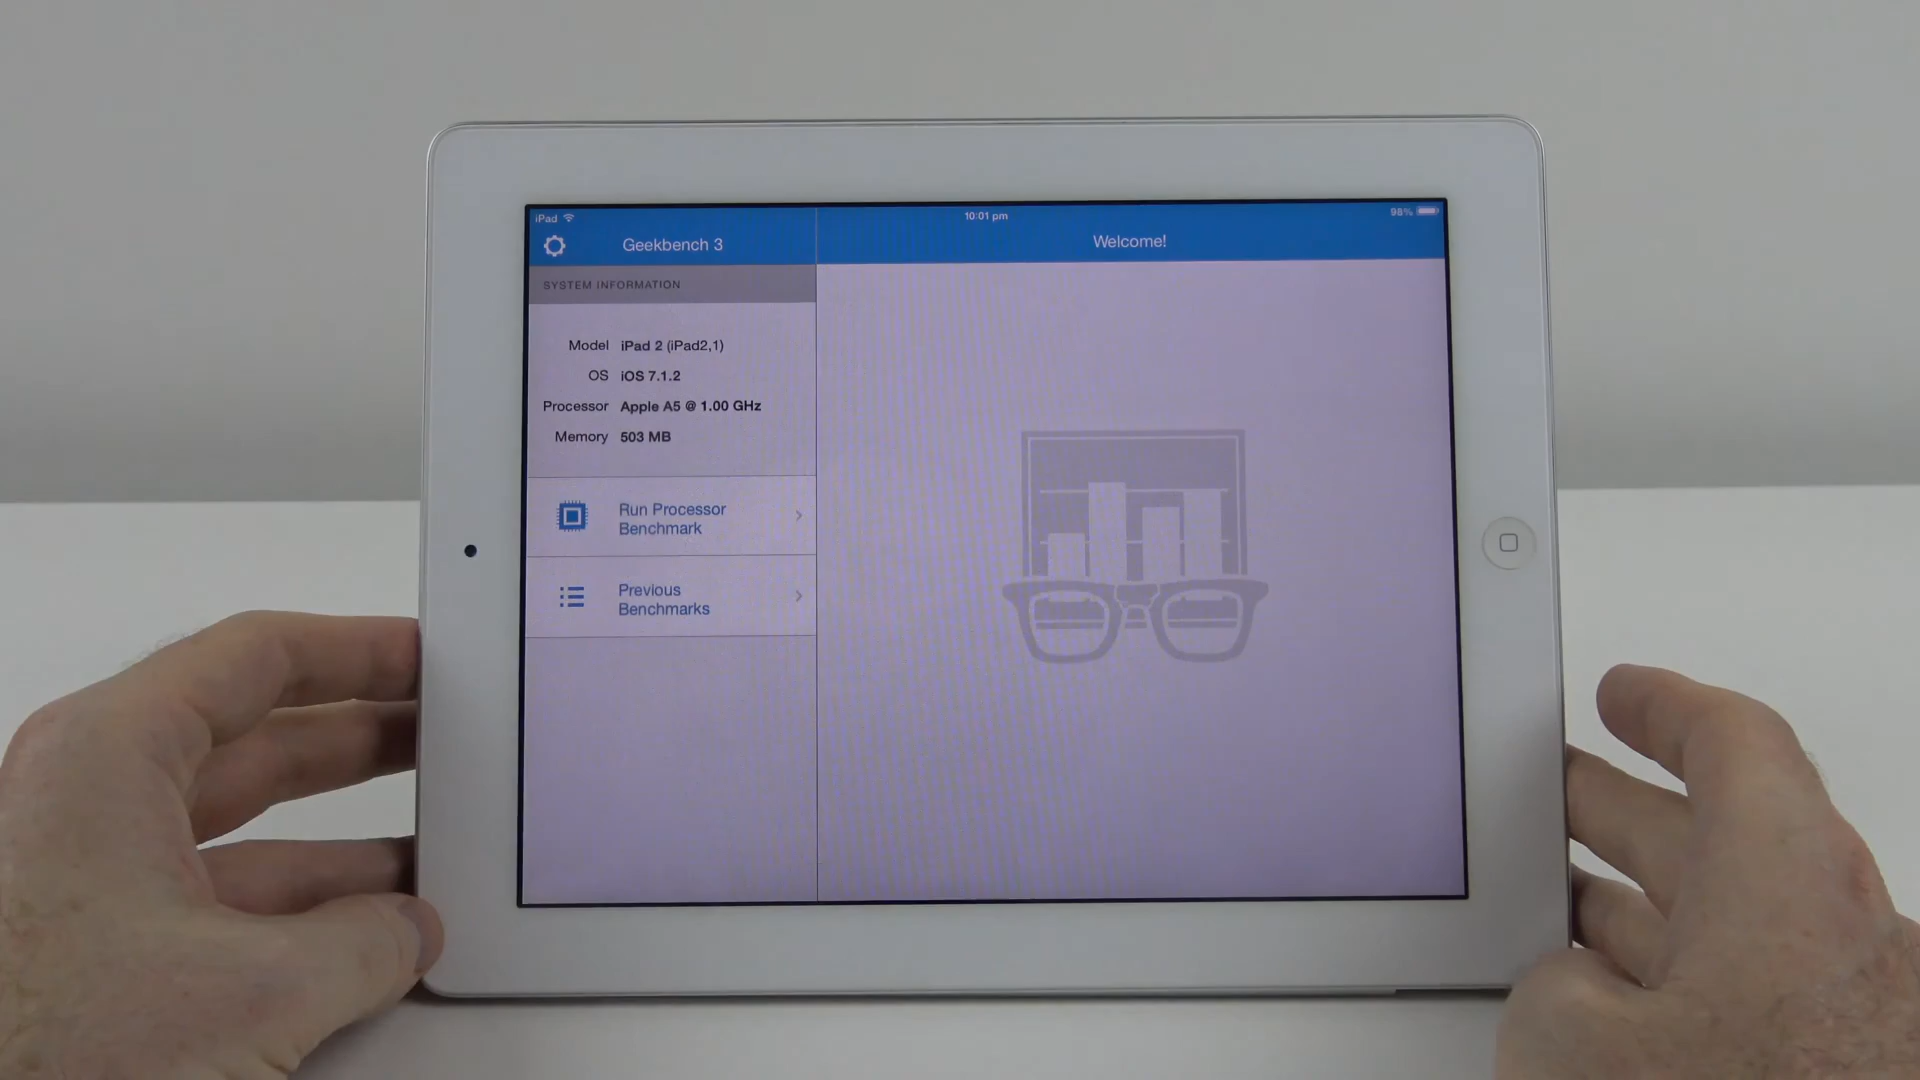 iPad
10:01 pm
98%
Geekbench 3
Welcome!
SYSTEM INFORMATION
Model iPad 2 (iPad2,1)
OS iOS 7.1.2
Processor Apple A5 @ 1.00 GHz
Memory 503 MB
Run Processor
Benchmark
Previous
Benchmarks